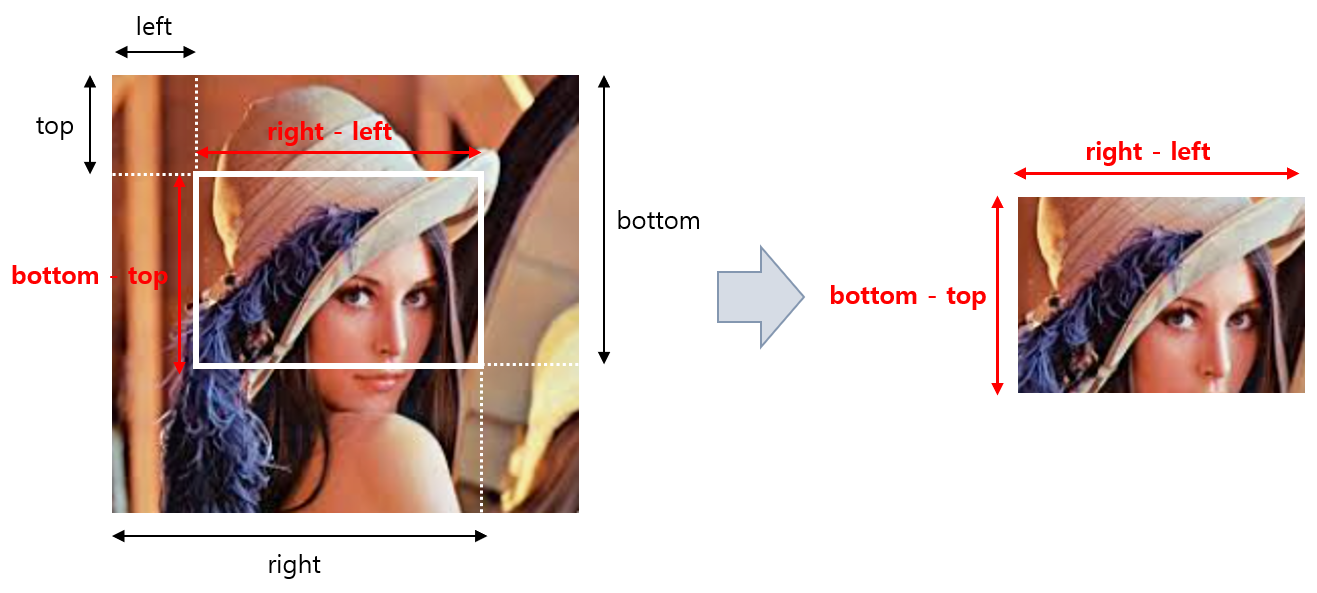 left
top
right - left
bottom
bottom - top
right
right - left
bottom - top